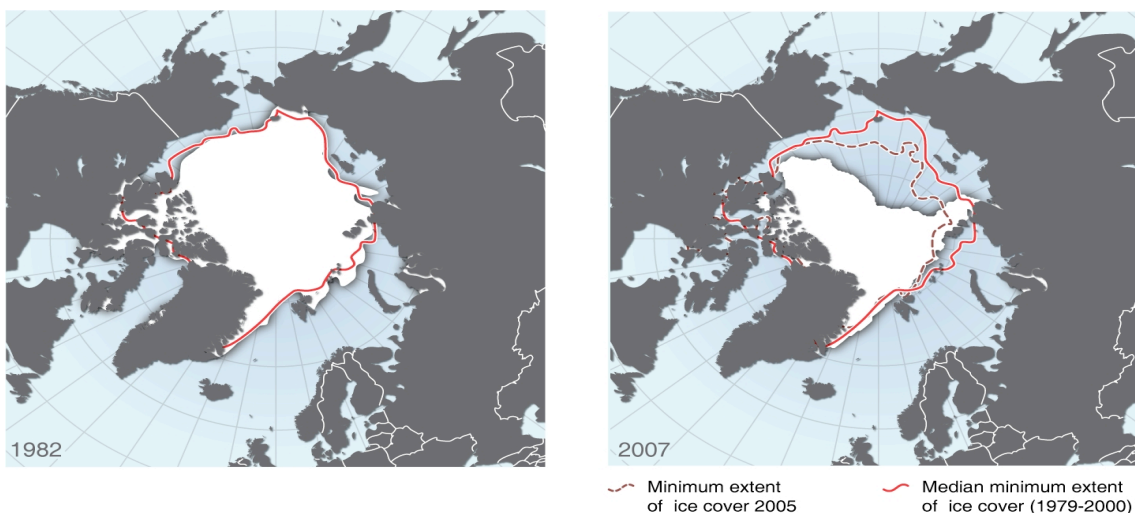 1982
2007
Minimum extent
of ice cover 2005
Median minimum extent
of ice cover (1979-2000)